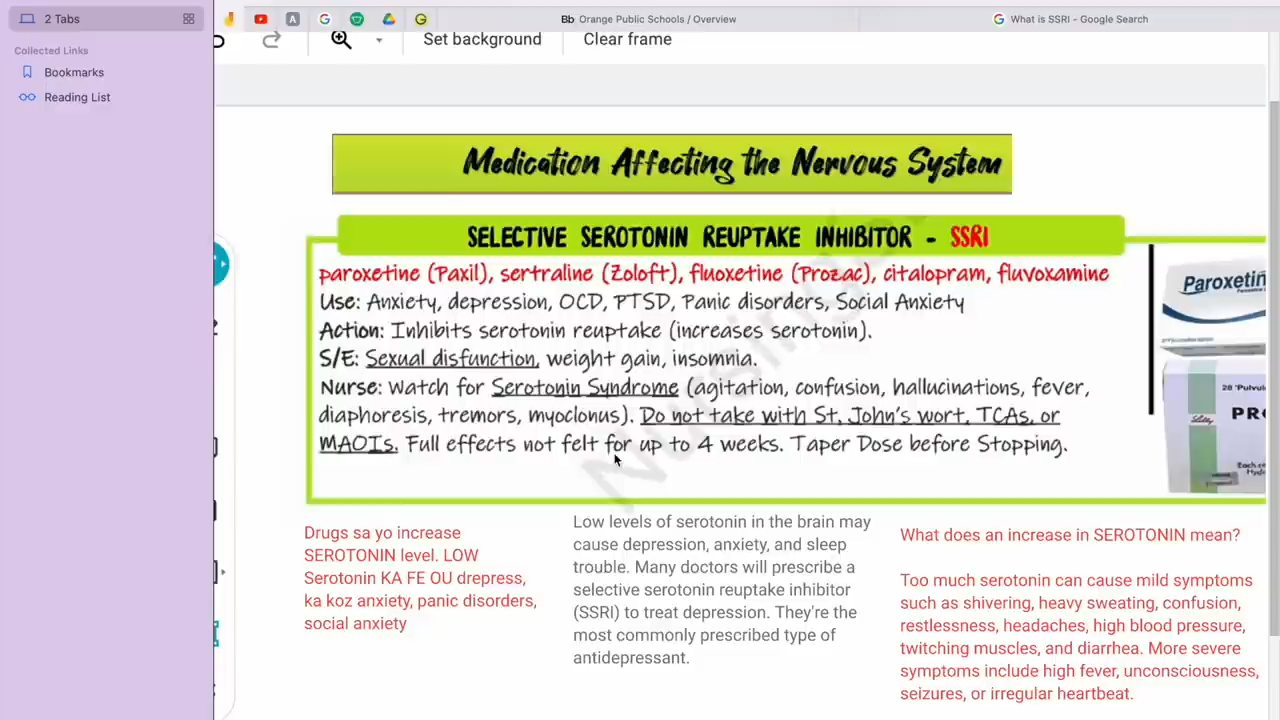 2 Tabs
Collected Links
Bookmarks
Reading List
Bb Orange Public Schools / Overview
What is SSRI - Google Search
Set background
Clear frame
Medication Affecting the Nervous System
SELECTIVE SEROTONIN REUPTAKE INHIBITOR - SSRI
paroxetine (Paxil), sertraline (Zoloft), fluoxetine (Prozac), citalopram, fluvoxamine
Use: Anxiety, depression, OCD, PTSD, Panic disorders, Social Anxiety
Action: Inhibits serotonin reuptake (increases serotonin).
S/E: Sexual disfunction, weight gain, insomnia.
Nurse: Watch for Serotonin Syndrome (agitation, confusion, hallucinations, fever,
diaphoresis, tremors, myoclonus). Do not take with St, John's wort, TCAs, or
MAOIs. Full effects not felt for up to 4 weeks. Taper Dose before Stopping.
Paroxetin
28 'Pulvul
PRO
Lilly
Each c
Hyd
Nursing
Drugs sa yo increase
SEROTONIN level. LOW
Serotonin KA FE OU drepress,
ka koz anxiety, panic disorders,
social anxiety
Low levels of serotonin in the brain may
cause depression, anxiety, and sleep
trouble. Many doctors will prescribe a
selective serotonin reuptake inhibitor
(SSRI) to treat depression. They're the
most commonly prescribed type of
antidepressant.
What does an increase in SEROTONIN mean?
Too much serotonin can cause mild symptoms
such as shivering, heavy sweating, confusion,
restlessness, headaches, high blood pressure,
twitching muscles, and diarrhea. More severe
symptoms include high fever, unconsciousness,
seizures, or irregular heartbeat.